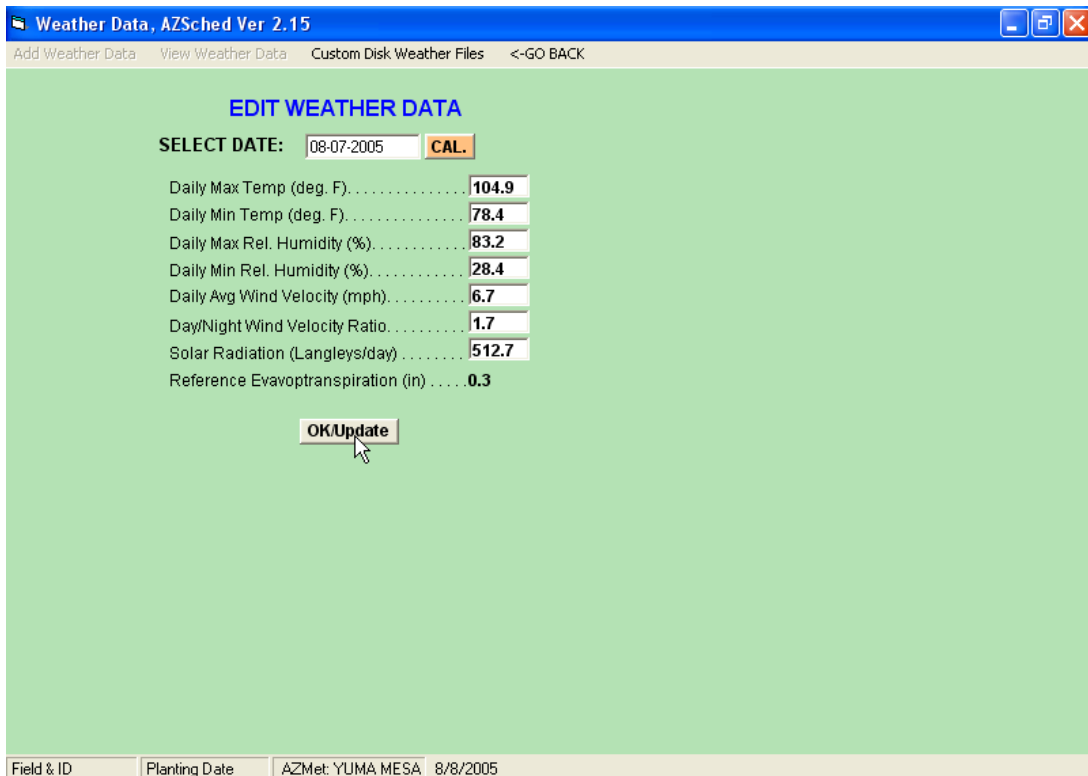 Weather Data, AZSched Ver 2.15
Add Weather Data View Weather Data Custom Disk Weather Files <-GO BACK
EDIT WEATHER DATA
SELECT DATE: 08-07-2005 CAL.
Daily Max Temp (deg. F). . . . . . . . . . . . . . . 104.9
Daily Min Temp (deg. F). . . . . . . . . . . . . . . 78.4
Daily Max Rel. Humidity (%). . . . . . . . . . . . 83.2
Daily Min Rel. Humidity (%). . . . . . . . . . . . 28.4
Daily Avg Wind Velocity (mph). . . . . . . . . . 6.7
Day/Night Wind Velocity Ratio. . . . . . . . . . 1.7
Solar Radiation (Langleys/day) . . . . . . . . 512.7
Reference Evavoptranspiration (in) . . . . . 0.3
OK/Update
Field & ID Planting Date AZMet: YUMA MESA 8/8/2005